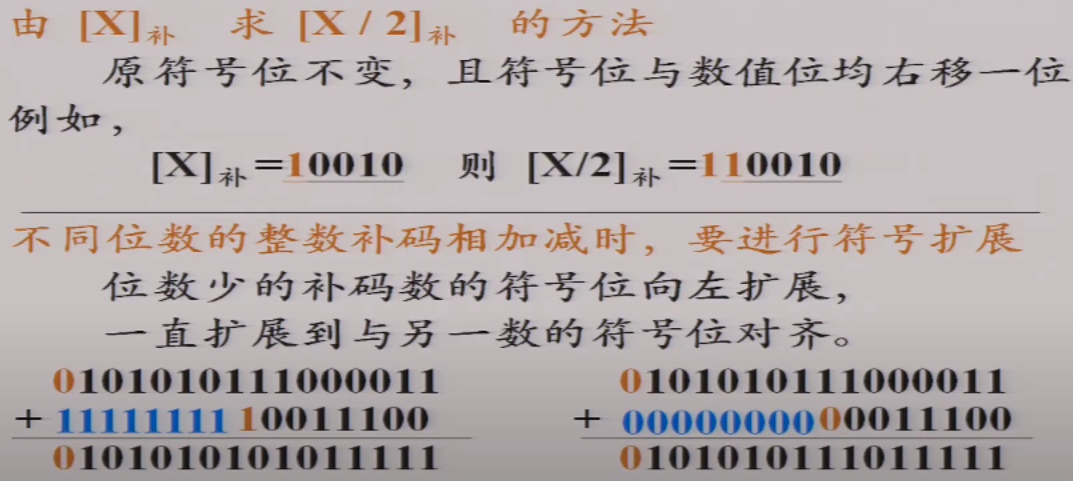 由 [X]补 求 [X / 2]补 的方法
原符号位不变，且符号位与数值位均右移一位
例如，
[X]补=10010 则 [X/2]补=110010
不同位数的整数补码相加减时，要进行符号扩展
位数少的补码数的符号位向左扩展，
一直扩展到与另一数的符号位对齐。
0101010111000011 0101010111000011
+ 1111111110011100 + 0000000000011100
0101010101011111 0101010111011111